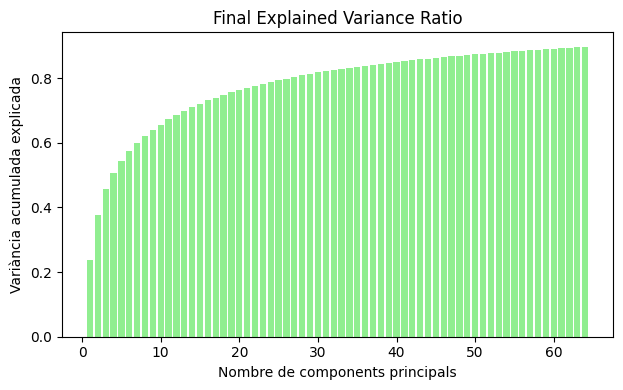 Final Explained Variance Ratio
Variància acumulada explicada
0.8
0.6
0.4
0.2
0.0
0 10 20 30 40 50 60
Nombre de components principals